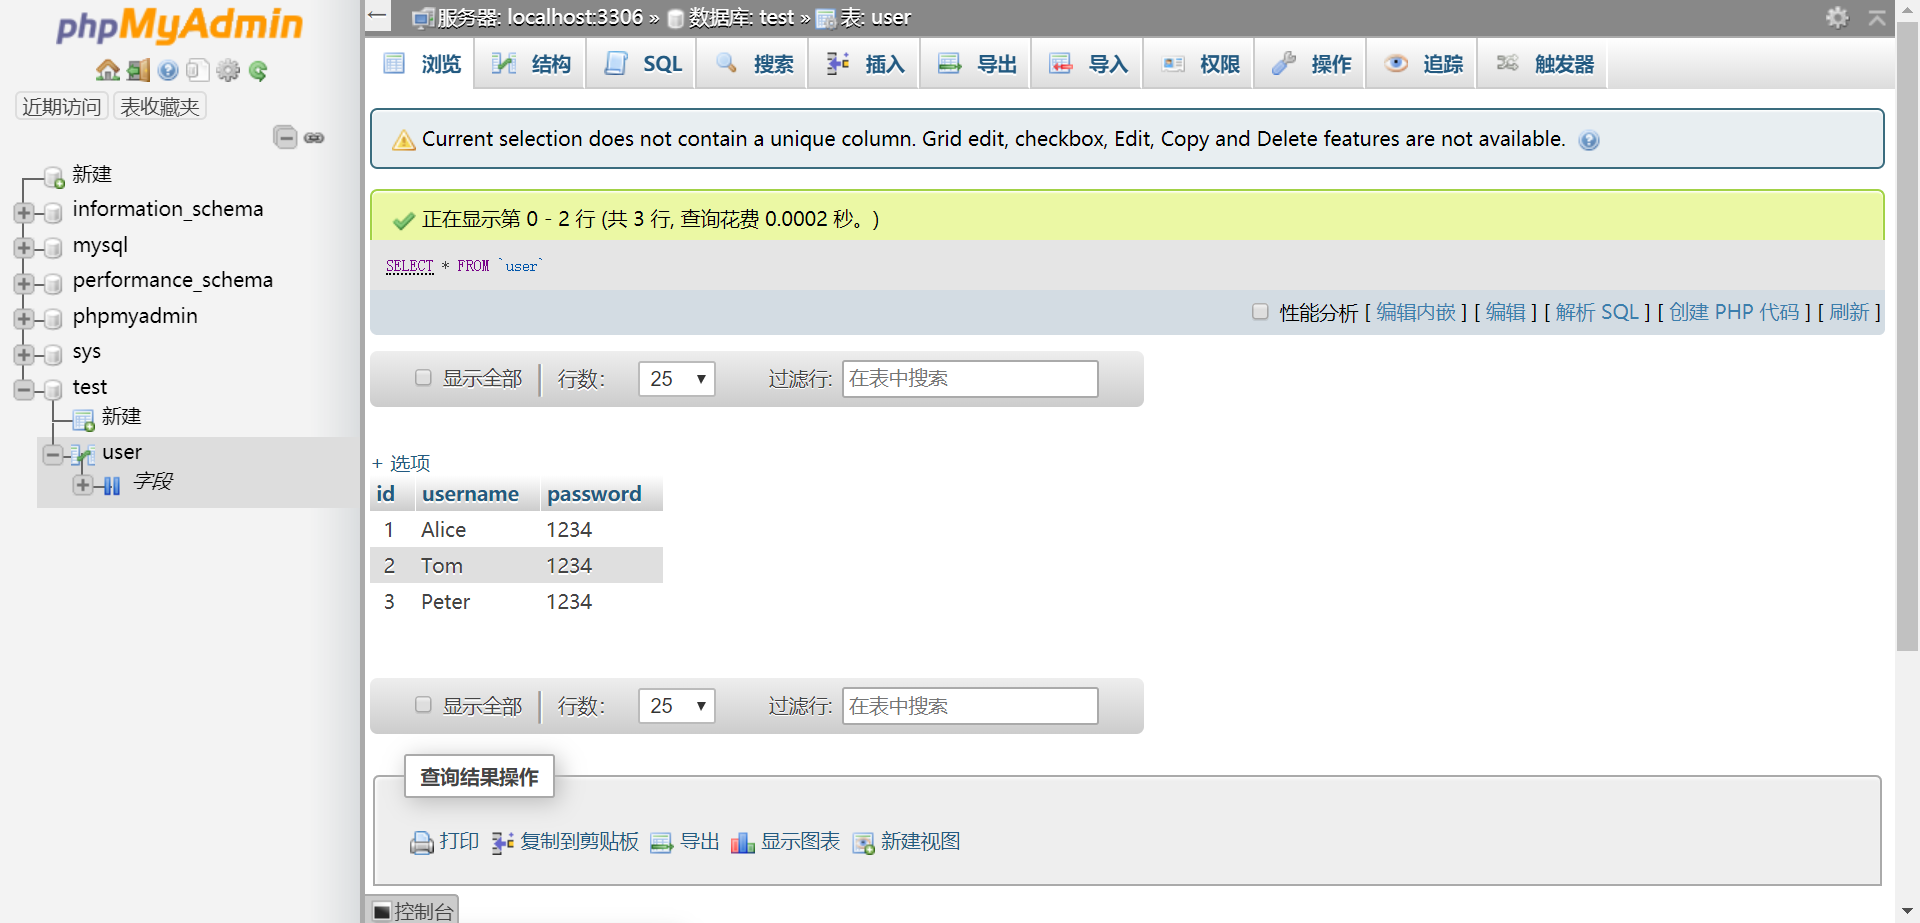 phpMyAdmin
近期访问 表收藏夹
新建
information_schema
mysql
performance_schema
phpmyadmin
sys
test
新建
user
字段
服务器: localhost:3306 » 数据库: test » 表: user
浏览 结构 SQL 搜索 插入 导出 导入 权限 操作 追踪 触发器
Current selection does not contain a unique column. Grid edit, checkbox, Edit, Copy and Delete features are not available.
正在显示第 0 - 2 行 (共 3 行, 查询花费 0.0002 秒。)
SELECT * FROM `user`
性能分析 [ 编辑内嵌 ] [ 编辑 ] [ 解析 SQL ] [ 创建 PHP 代码 ] [ 刷新 ]
显示全部 行数: 25 过滤行: 在表中搜索
+ 选项
id username password
1 Alice 1234
2 Tom 1234
3 Peter 1234
显示全部 行数: 25 过滤行: 在表中搜索
查询结果操作
打印 复制到剪贴板 导出 显示图表 新建视图
控制台